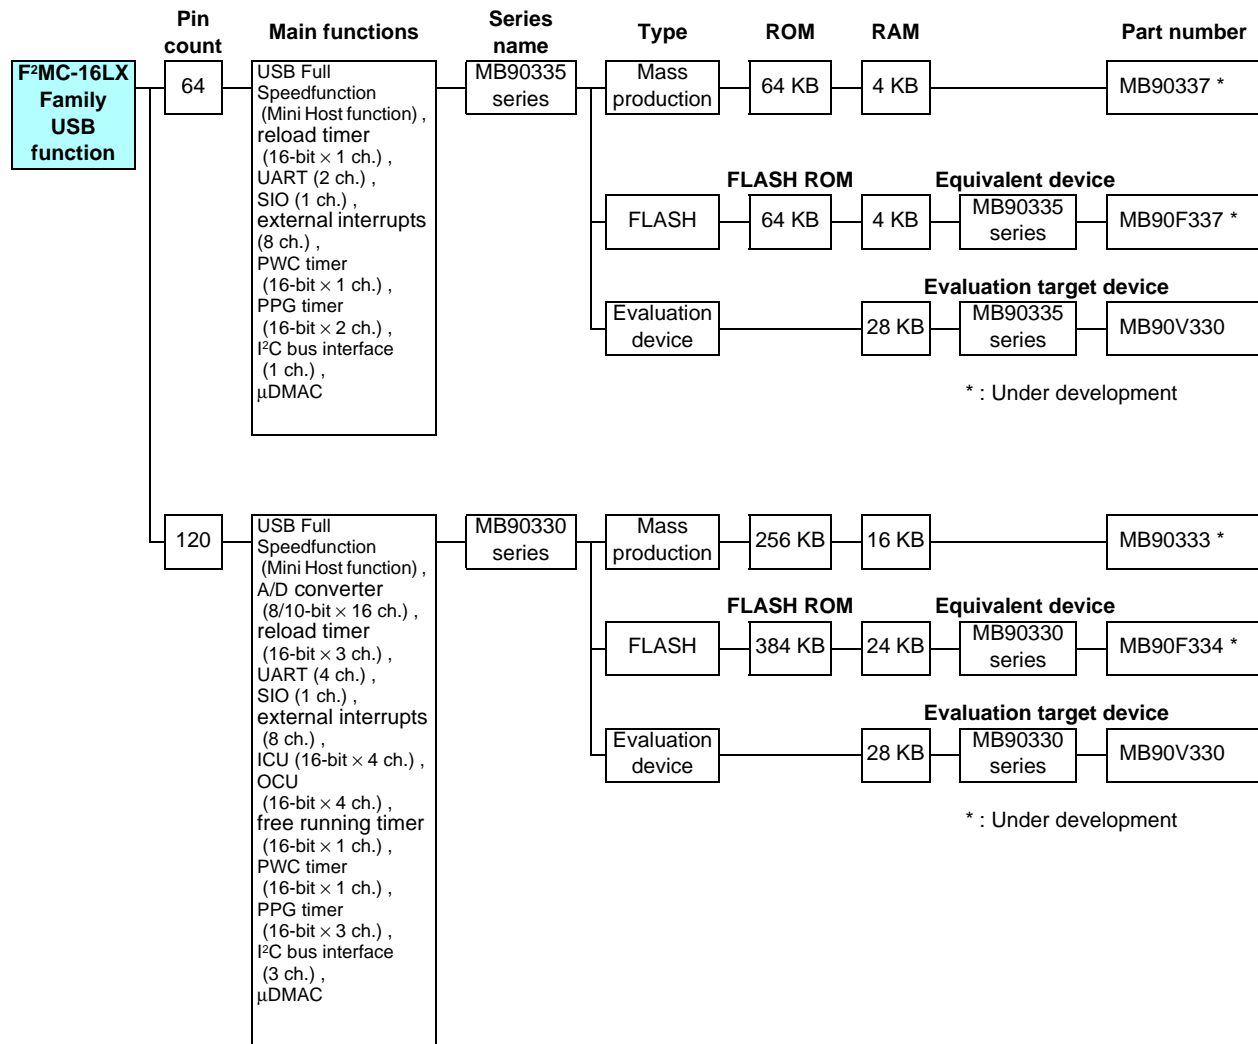 Pin count
Main functions
Series name
Type
ROM
RAM
Part number
F²MC-16LX
Family
USB
function
64
USB Full
Speedfunction
(Mini Host function) ,
reload timer
(16-bit × 1 ch.) ,
UART (2 ch.) ,
SIO (1 ch.) ,
external interrupts
(8 ch.) ,
PWC timer
(16-bit × 1 ch.) ,
PPG timer
(16-bit × 2 ch.) ,
I²C bus interface
(1 ch.) ,
µDMAC
MB90335
series
Mass
production
64 KB
4 KB
MB90337 *
FLASH ROM
Equivalent device
FLASH
64 KB
4 KB
MB90335
series
MB90F337 *
Evaluation target device
Evaluation
device
28 KB
MB90335
series
MB90V330
* : Under development
120
USB Full
Speedfunction
(Mini Host function) ,
A/D converter
(8/10-bit × 16 ch.) ,
reload timer
(16-bit × 3 ch.) ,
UART (4 ch.) ,
SIO (1 ch.) ,
external interrupts
(8 ch.) ,
ICU (16-bit × 4 ch.) ,
OCU
(16-bit × 4 ch.) ,
free running timer
(16-bit × 1 ch.) ,
PWC timer
(16-bit × 1 ch.) ,
PPG timer
(16-bit × 3 ch.) ,
I²C bus interface
(3 ch.) ,
µDMAC
MB90330
series
Mass
production
256 KB
16 KB
MB90333 *
FLASH ROM
Equivalent device
FLASH
384 KB
24 KB
MB90330
series
MB90F334 *
Evaluation target device
Evaluation
device
28 KB
MB90330
series
MB90V330
* : Under development